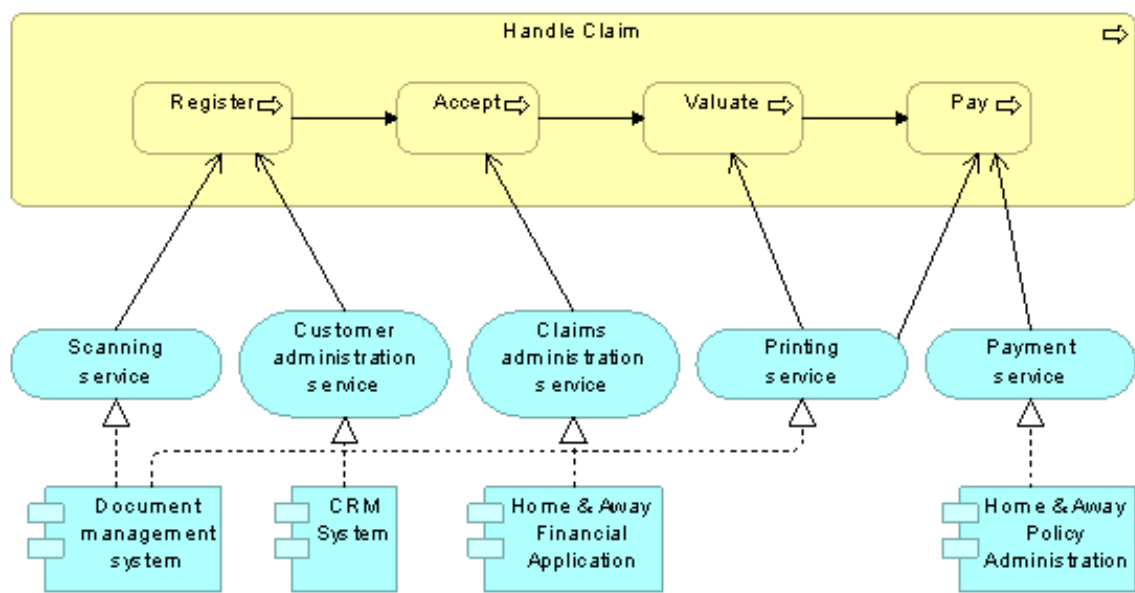 Handle Claim
Register
Accept
Valuate
Pay
Scanning
service
Customer
administration
service
Claims
administration
service
Printing
service
Payment
service
Document
management
system
CRM
System
Home & Away
Financial
Application
Home & Away
Policy
Administration